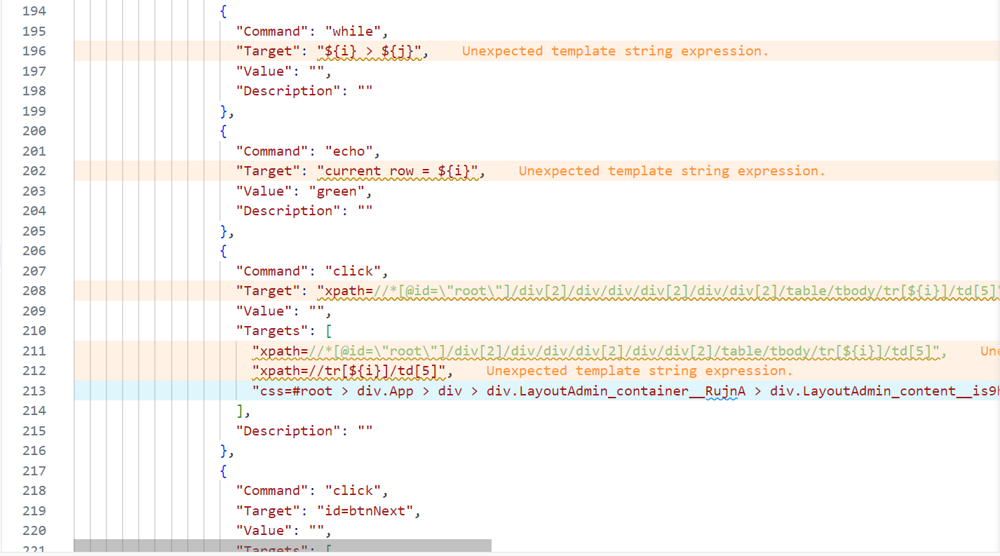 194 {
195 "Command": "while",
196 "Target": "${i} > ${j}", Unexpected template string expression.
197 "Value": "",
198 "Description": ""
199 },
200 {
201 "Command": "echo",
202 "Target": "current row = ${i}", Unexpected template string expression.
203 "Value": "green",
204 "Description": ""
205 },
206 {
207 "Command": "click",
208 "Target": "xpath=//*[@id=\"root\"]/div[2]/div/div/div[2]/div/div[2]/table/tbody/tr[${i}]/td[5]"
209 "Value": "",
210 "Targets": [
211 "xpath=//*[@id=\"root\"]/div[2]/div/div/div[2]/div/div[2]/table/tbody/tr[${i}]/td[5]", Une
212 "xpath=//tr[${i}]/td[5]", Unexpected template string expression.
213 "css=#root > div.App > div > div.LayoutAdmin_container__RujnA > div.LayoutAdmin_content__is9
214 ],
215 "Description": ""
216 },
217 {
218 "Command": "click",
219 "Target": "id=btnNext",
220 "Value": "",
221 "Targets": [